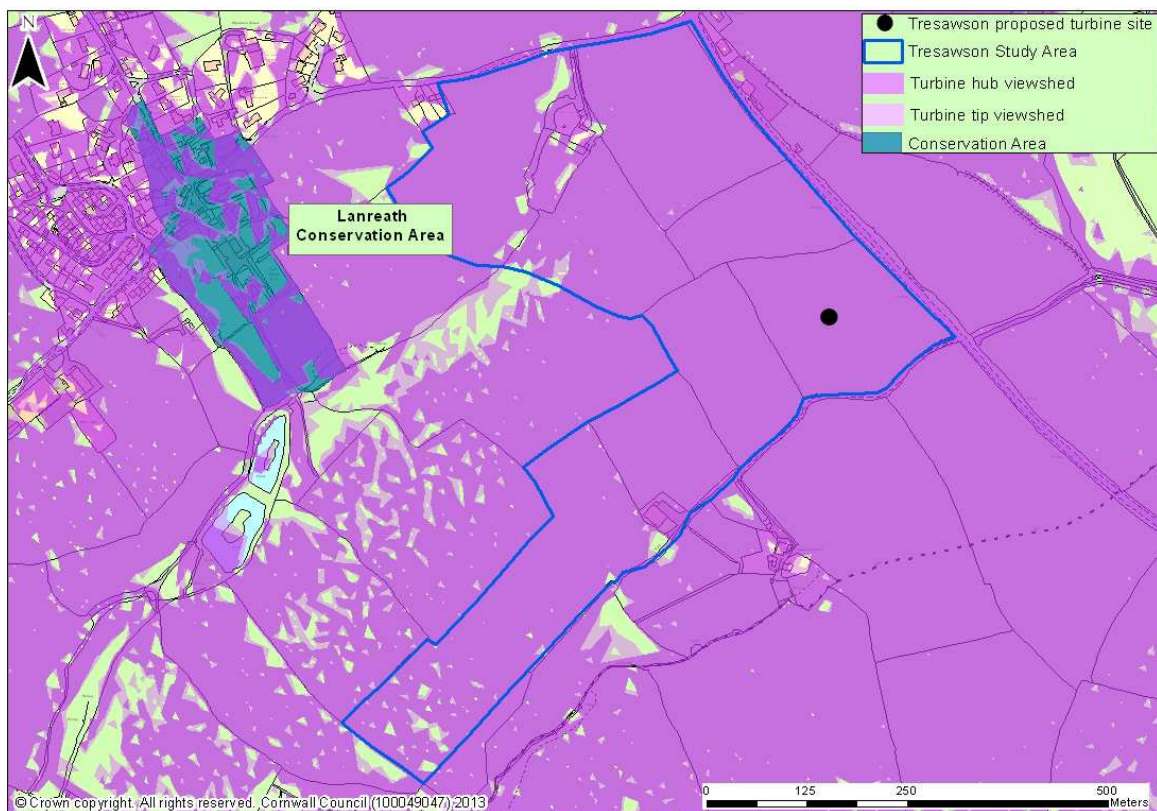 N
Tresawson proposed turbine site
Tresawson Study Area
Turbine hub viewshed
Turbine tip viewshed
Conservation Area
Lanreath
Conservation Area
0 125 250 500
Meters
© Crown copyright. All rights reserved. Cornwall Council (100049047) 2013